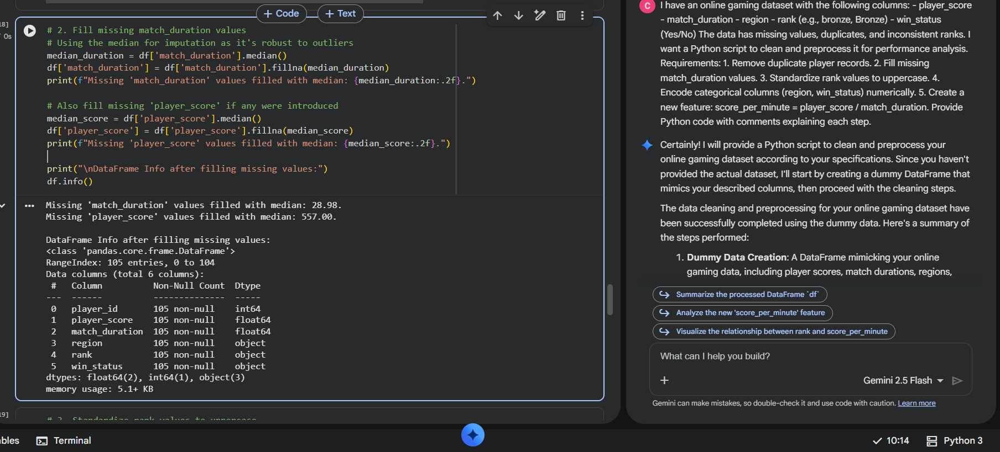 + Code
+ Text
18]
0s
# 2. Fill missing match_duration values
# Using the median for imputation as it's robust to outliers
median_duration = df['match_duration'].median()
df['match_duration'] = df['match_duration'].fillna(median_duration)
print(f"Missing 'match_duration' values filled with median: {median_duration:.2f}.")
# Also fill missing 'player_score' if any were introduced
median_score = df['player_score'].median()
df['player_score'] = df['player_score'].fillna(median_score)
print(f"Missing 'player_score' values filled with median: {median_score:.2f}.")
print("\nDataFrame Info after filling missing values:")
df.info()
Missing 'match_duration' values filled with median: 28.98.
Missing 'player_score' values filled with median: 557.00.
DataFrame Info after filling missing values:
<class 'pandas.core.frame.DataFrame'>
RangeIndex: 105 entries, 0 to 104
Data columns (total 6 columns):
 #   Column          Non-Null Count  Dtype
---  ------          --------------  -----
 0   player_id       105 non-null    int64
 1   player_score    105 non-null    float64
 2   match_duration  105 non-null    float64
 3   region          105 non-null    object
 4   rank            105 non-null    object
 5   win_status      105 non-null    object
dtypes: float64(2), int64(1), object(3)
memory usage: 5.1+ KB
19]
# 3. Standardize rank values to uppercase
C
I have an online gaming dataset with the following columns: - player_score
- match_duration - region - rank (e.g., bronze, Bronze) - win_status
(Yes/No) The data has missing values, duplicates, and inconsistent ranks. I
want a Python script to clean and preprocess it for performance analysis.
Requirements: 1. Remove duplicate player records. 2. Fill missing
match_duration values. 3. Standardize rank values to uppercase. 4.
Encode categorical columns (region, win_status) numerically. 5. Create a
new feature: score_per_minute = player_score / match_duration. Provide
Python code with comments explaining each step.
Certainly! I will provide a Python script to clean and preprocess your
online gaming dataset according to your specifications. Since you haven't
provided the actual dataset, I'll start by creating a dummy DataFrame that
mimics your described columns, then proceed with the cleaning steps.
The data cleaning and preprocessing for your online gaming dataset have
been successfully completed using the dummy data. Here's a summary of
the steps performed:
1. Dummy Data Creation: A DataFrame mimicking your online
gaming data, including player scores, match durations, regions,
Summarize the processed DataFrame `df`
Analyze the new 'score_per_minute' feature
Visualize the relationship between rank and score_per_minute
What can I help you build?
+
Gemini 2.5 Flash
Gemini can make mistakes, so double-check it and use code with caution. Learn more
bles
Terminal
10:14
Python 3